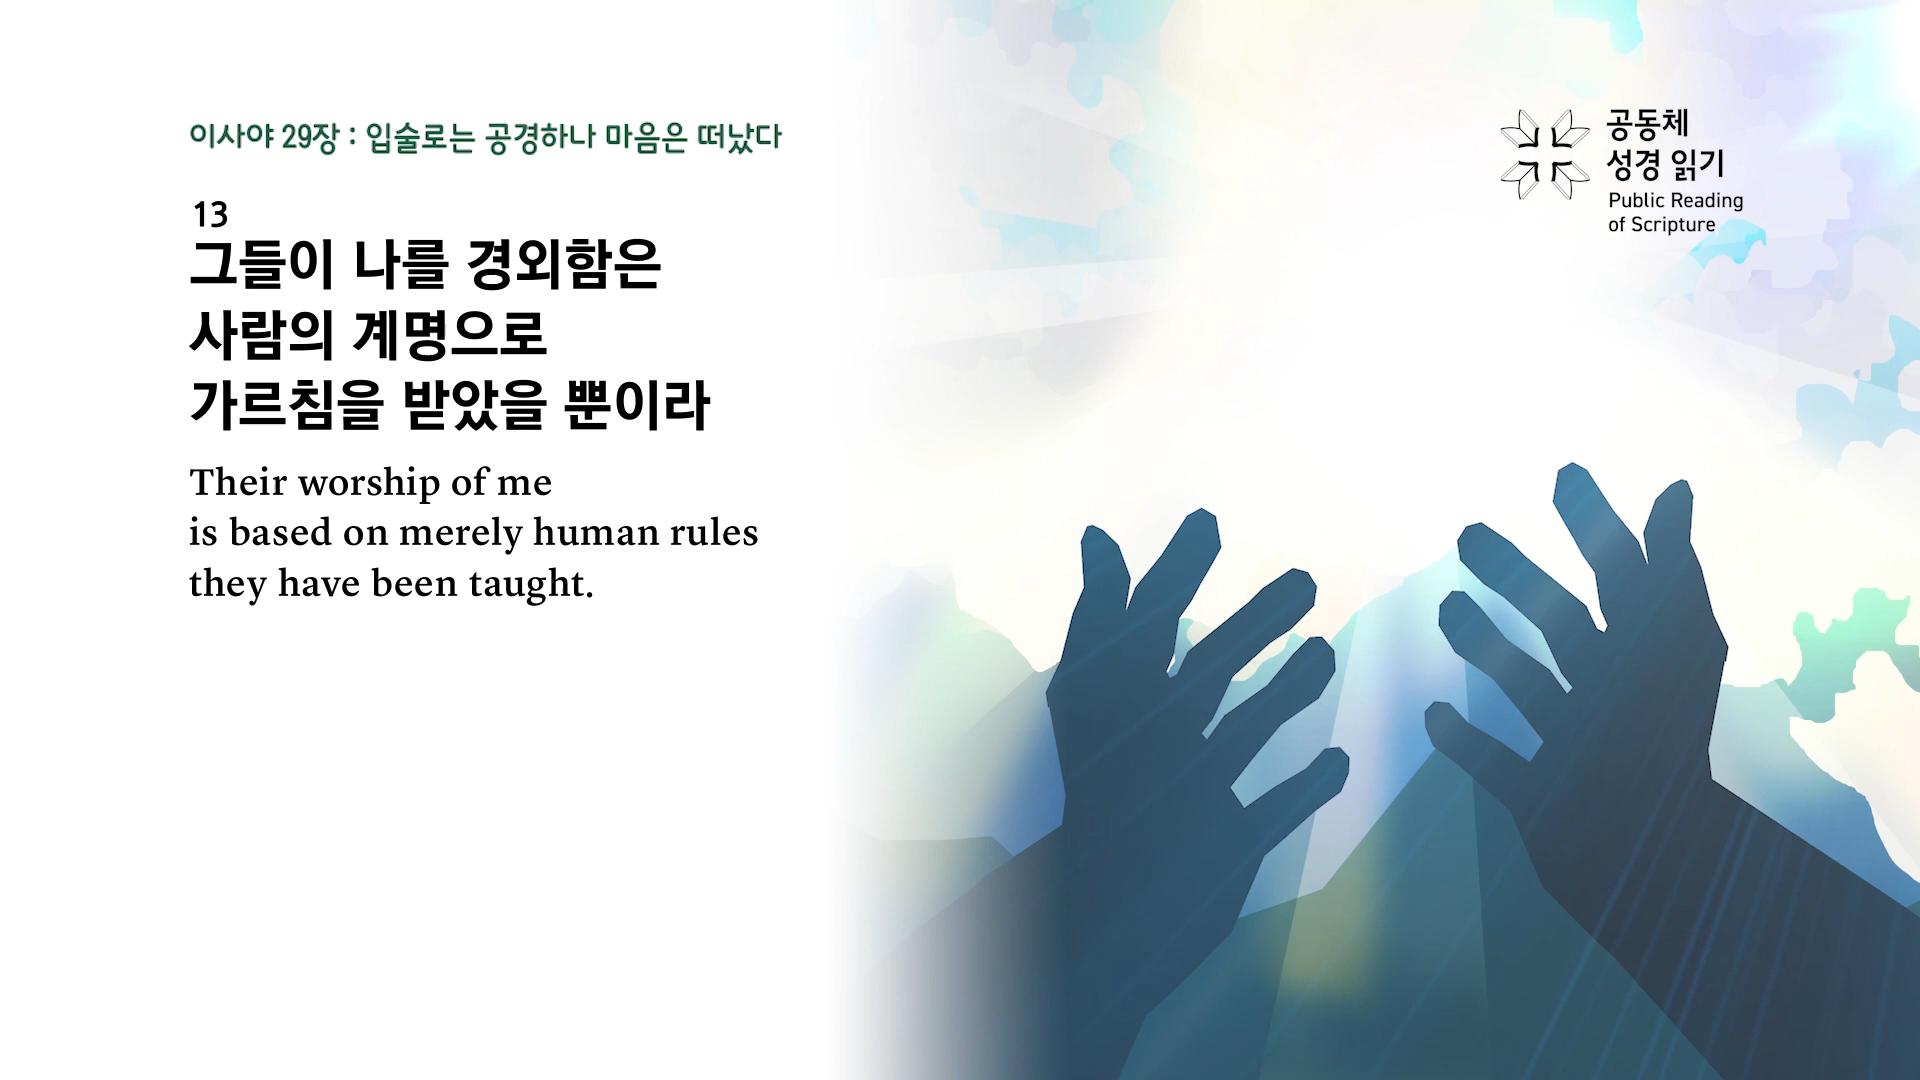 이사야 29장 : 입술로는 공경하나 마음은 떠났다
13
그들이 나를 경외함은
사람의 계명으로
가르침을 받았을 뿐이라
Their worship of me
is based on merely human rules
they have been taught.
공동체
성경 읽기
Public Reading
of Scripture